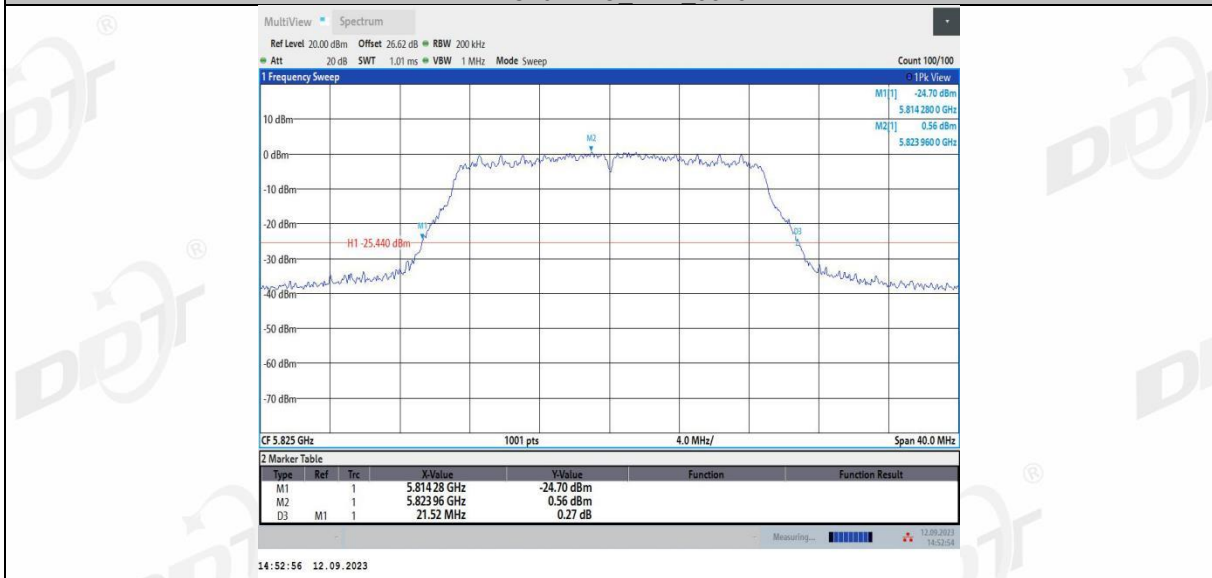 MultiView Spectrum
Ref Level 20.00 dBm Offset 26.62 dB RBW 200 kHz
Att 20 dB SWT 1.01 ms VBW 1 MHz Mode Sweep Count 100/100
1 Frequency Sweep 1Pk View
M1[1] -24.70 dBm
5.814 280 0 GHz
M2[1] 0.56 dBm
5.823 960 0 GHz
10 dBm
M2
0 dBm
-10 dBm
-20 dBm
M1
D3
H1 -25.440 dBm
-30 dBm
-40 dBm
-50 dBm
-60 dBm
-70 dBm
CF 5.825 GHz 1001 pts 4.0 MHz/ Span 40.0 MHz
2 Marker Table
Type Ref Trc X-Value Y-Value Function Function Result
M1 1 5.814 28 GHz -24.70 dBm
M2 1 5.823 96 GHz 0.56 dBm
D3 M1 1 21.52 MHz 0.27 dB
Measuring... 12.09.2023
14:52:54
14:52:56 12.09.2023
DDT
DDT
DDT